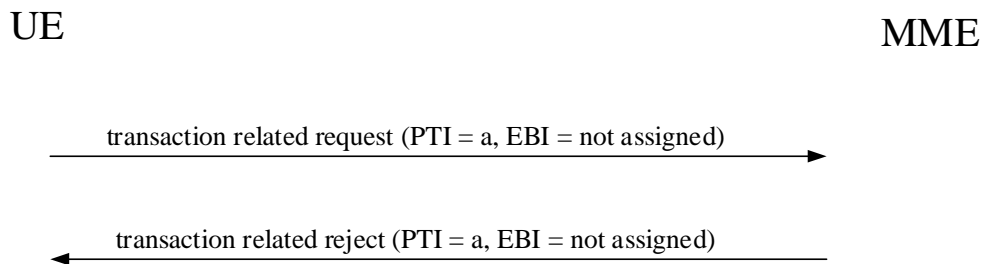 UE
MME
transaction related request (PTI = a, EBI = not assigned)
transaction related reject (PTI = a, EBI = not assigned)